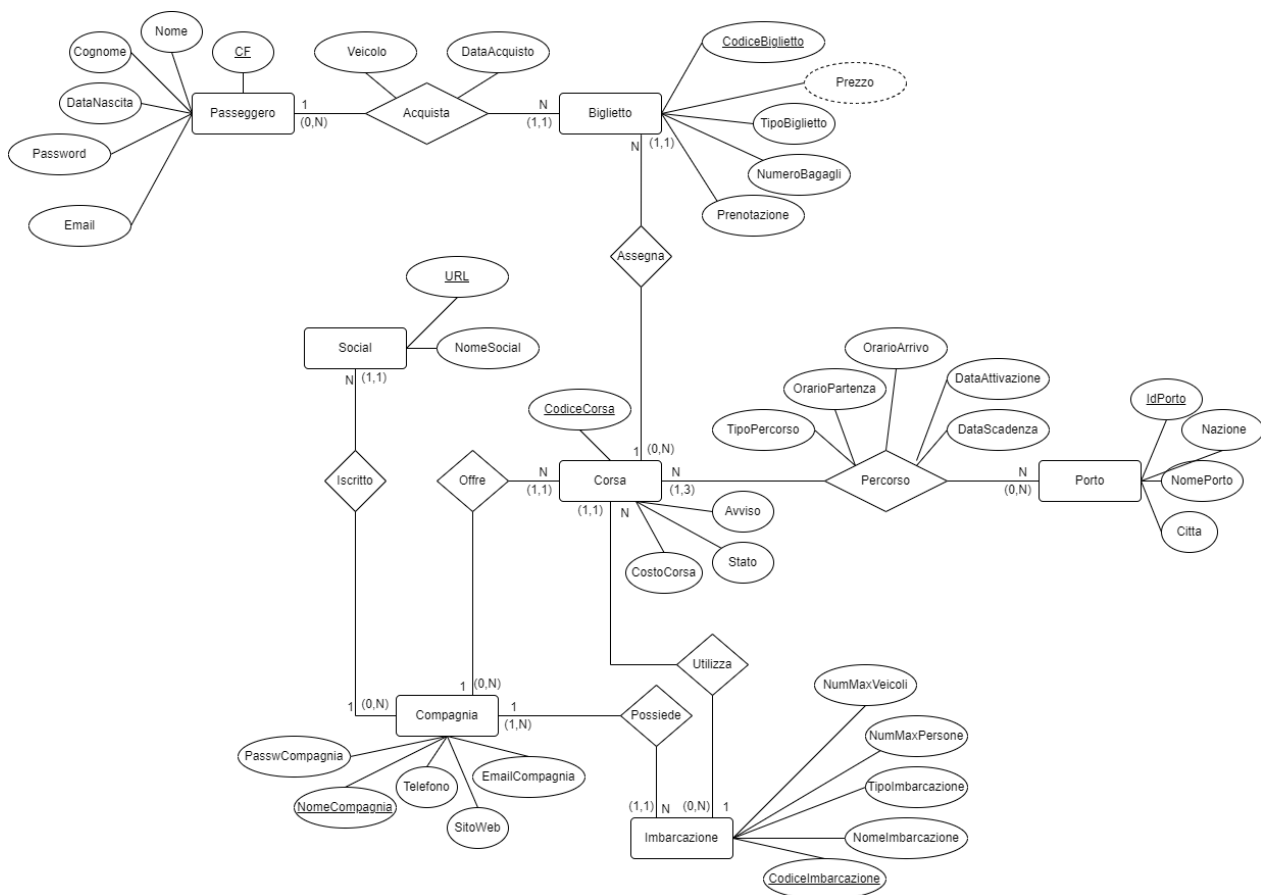 Nome
Cognome
CF
Veicolo
DataAcquisto
CodiceBiglietto
Prezzo
DataNascita
Passeggero
1
(0,N)
Acquista
N
(1,1)
Biglietto
TipoBiglietto
N
(1,1)
Password
NumeroBagagli
Email
Prenotazione
Assegna
URL
Social
NomeSocial
N
(1,1)
OrarioArrivo
OrarioPartenza
DataAttivazione
CodiceCorsa
IdPorto
TipoPercorso
DataScadenza
Nazione
1
(0,N)
Iscritto
Offre
N
(1,1)
Corsa
N
(1,3)
Percorso
N
(0,N)
Porto
NomePorto
(1,1)
N
Avviso
Citta
CostoCorsa
Stato
Utilizza
1
(0,N)
1
(0,N)
Compagnia
1
(1,N)
Possiede
NumMaxVeicoli
PasswCompagnia
EmailCompagnia
Telefono
NumMaxPersone
NomeCompagnia
SitoWeb
TipoImbarcazione
(1,1)
N
(0,N)
1
Imbarcazione
NomeImbarcazione
CodiceImbarcazione